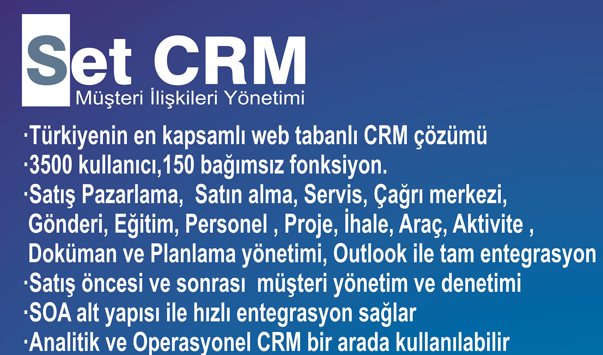 Set CRM
Müşteri İlişkileri Yönetimi
·Türkiyenin en kapsamlı web tabanlı CRM çözümü
·3500 kullanıcı,150 bağımsız fonksiyon.
·Satış Pazarlama, Satın alma, Servis, Çağrı merkezi,
Gönderi, Eğitim, Personel , Proje, İhale, Araç, Aktivite ,
Doküman ve Planlama yönetimi, Outlook ile tam entegrasyon
·Satış öncesi ve sonrası müşteri yönetim ve denetimi
·SOA alt yapısı ile hızlı entegrasyon sağlar
·Analitik ve Operasyonel CRM bir arada kullanılabilir